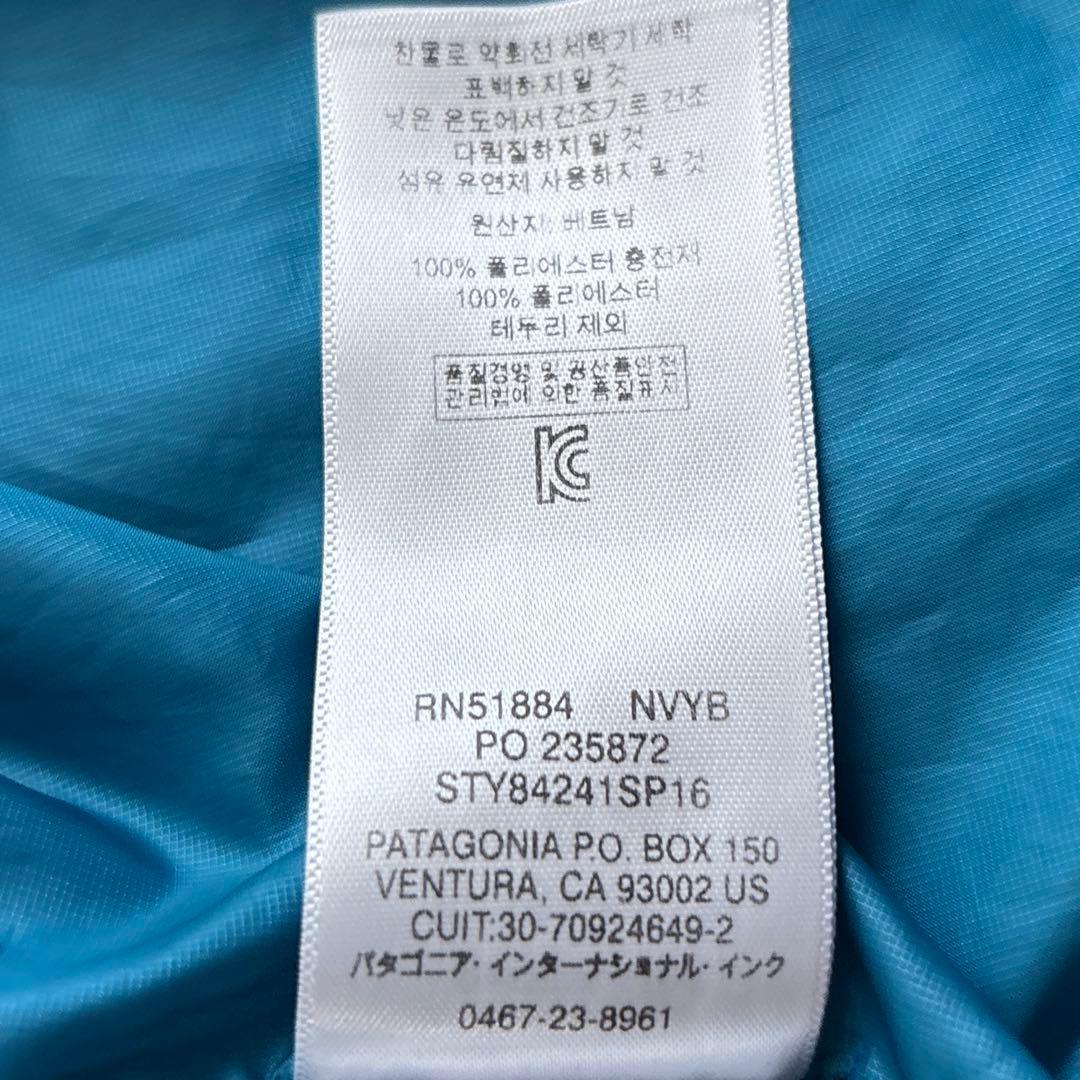 찬물로 약회전 세탁기 세탁
표백하지 말 것
낮은 온도에서 건조기로 건조
다림질하지 말 것
섬유 유연제 사용하지 말 것
원산지: 베트남
100% 폴리에스터 충전재
100% 폴리에스터
테두리 제외
품질경영 및 공산품안전
관리법에 의한 품질표시
KC
RN51884 NVYB
PO 235872
STY84241SP16
PATAGONIA P.O. BOX 150
VENTURA, CA 93002 US
CUIT:30-70924649-2
パタゴニア・インターナショナル・インク
0467-23-8961